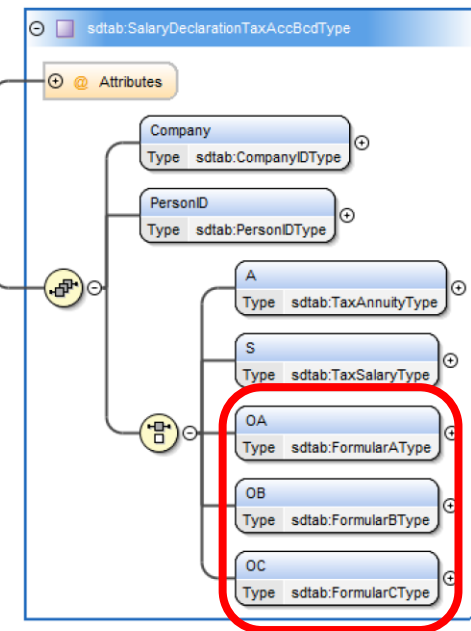 sdtab:SalaryDeclarationTaxAccBcdType
@ Attributes
Company
Type sdtab:CompanyIDType
PersonID
Type sdtab:PersonIDType
A
Type sdtab:TaxAnnuityType
S
Type sdtab:TaxSalaryType
OA
Type sdtab:FormularAType
OB
Type sdtab:FormularBType
OC
Type sdtab:FormularCType